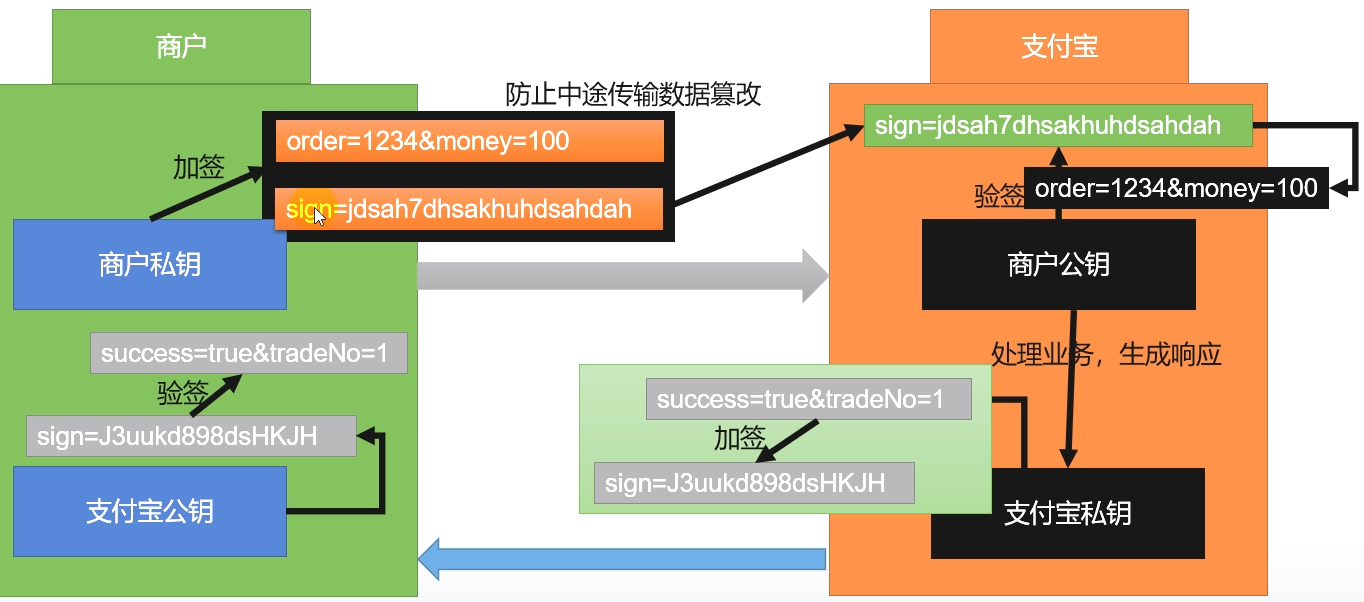 商户
支付宝
防止中途传输数据篡改
order=1234&money=100
sign=jdsah7dhsakhuhdsahdah
加签
sign=jdsah7dhsakhuhdsahdah
验签
order=1234&money=100
商户私钥
商户公钥
success=true&tradeNo=1
验签
sign=J3uukd898dsHKJH
支付宝公钥
处理业务，生成响应
success=true&tradeNo=1
加签
sign=J3uukd898dsHKJH
支付宝私钥